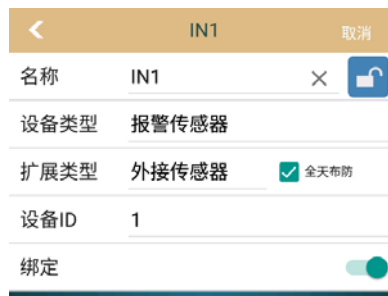 IN1 取消
名称 IN1
设备类型 报警传感器
扩展类型 外接传感器 全天布防
设备ID 1
绑定